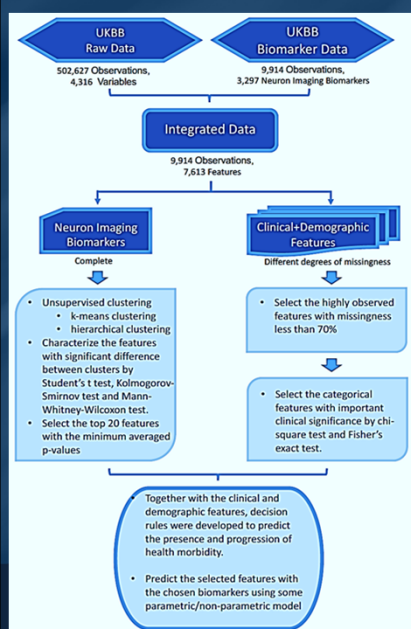 UKBB
Raw Data
UKBB
Biomarker Data
502,627 Observations,
4,316 Variables
9,914 Observations,
3,297 Neuron Imaging Biomarkers
Integrated Data
9,914 Observations,
7,613 Features
Neuron Imaging
Biomarkers
Clinical+Demographic
Features
Complete
Different degrees of missingness
• Unsupervised clustering
• k-means clustering
• hierarchical clustering
• Characterize the features
with significant difference
between clusters by
Student's t test, Kolmogorov-
Smirnov test and Mann-
Whitney-Wilcoxon test.
• Select the top 20 features
with the minimum averaged
p-values
• Select the highly observed
features with missingness
less than 70%
• Select the categorical
features with important
clinical significance by chi-
square test and Fisher's
exact test.
• Together with the clinical and
demographic features, decision
rules were developed to predict
the presence and progression of
health morbidity.
• Predict the selected features with
the chosen biomarkers using some
parametric/non-parametric model